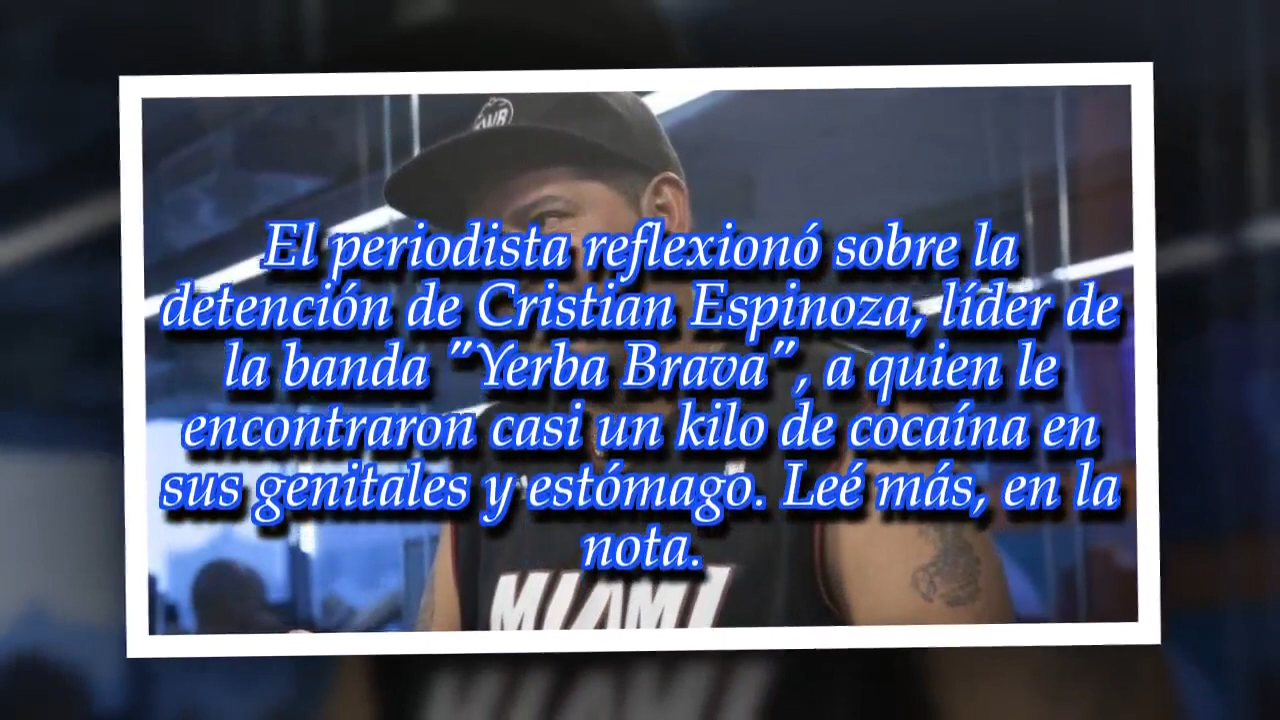 El periodista reflexionó sobre la
detención de Cristian Espinoza, líder de
la banda "Yerba Brava", a quien le
encontraron casi un kilo de cocaína en
sus genitales y estómago. Leé más, en la
nota.
MIAMI